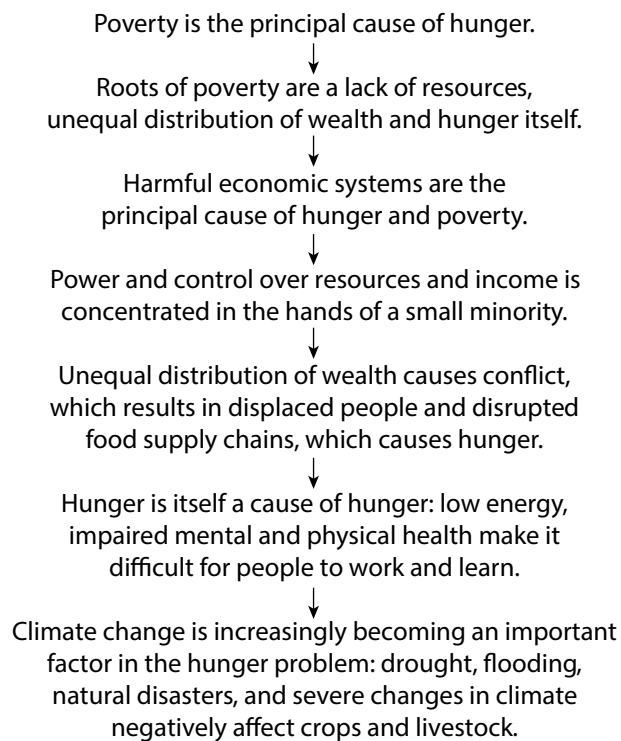 Poverty is the principal cause of hunger.
Roots of poverty are a lack of resources,
unequal distribution of wealth and hunger itself.
Harmful economic systems are the
principal cause of hunger and poverty.
Power and control over resources and income is
concentrated in the hands of a small minority.
Unequal distribution of wealth causes conflict,
which results in displaced people and disrupted
food supply chains, which causes hunger.
Hunger is itself a cause of hunger: low energy,
impaired mental and physical health make it
difficult for people to work and learn.
Climate change is increasingly becoming an important
factor in the hunger problem: drought, flooding,
natural disasters, and severe changes in climate
negatively affect crops and livestock.